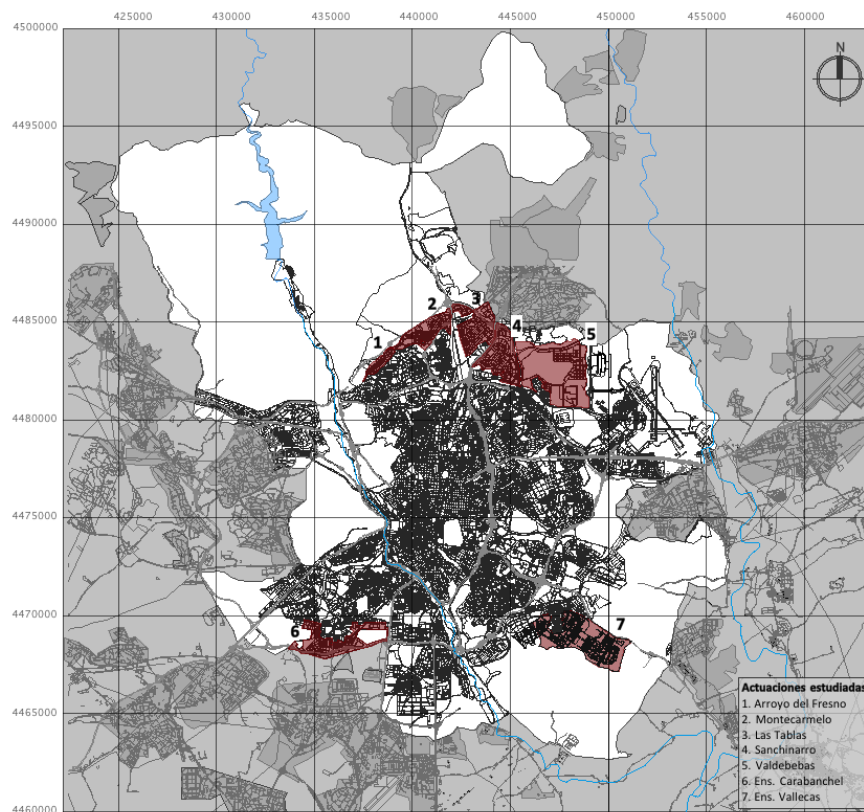 425000 430000 435000 440000 445000 450000 455000 460000
4500000
N
4495000
4490000
4485000
2 3
4
5
1
4480000
4475000
4470000
6
7
4465000
4460000
Actuaciones estudiadas
1. Arroyo del Fresno
2. Montecarmelo
3. Las Tablas
4. Sanchinarro
5. Valdebebas
6. Ens. Carabanchel
7. Ens. Vallecas